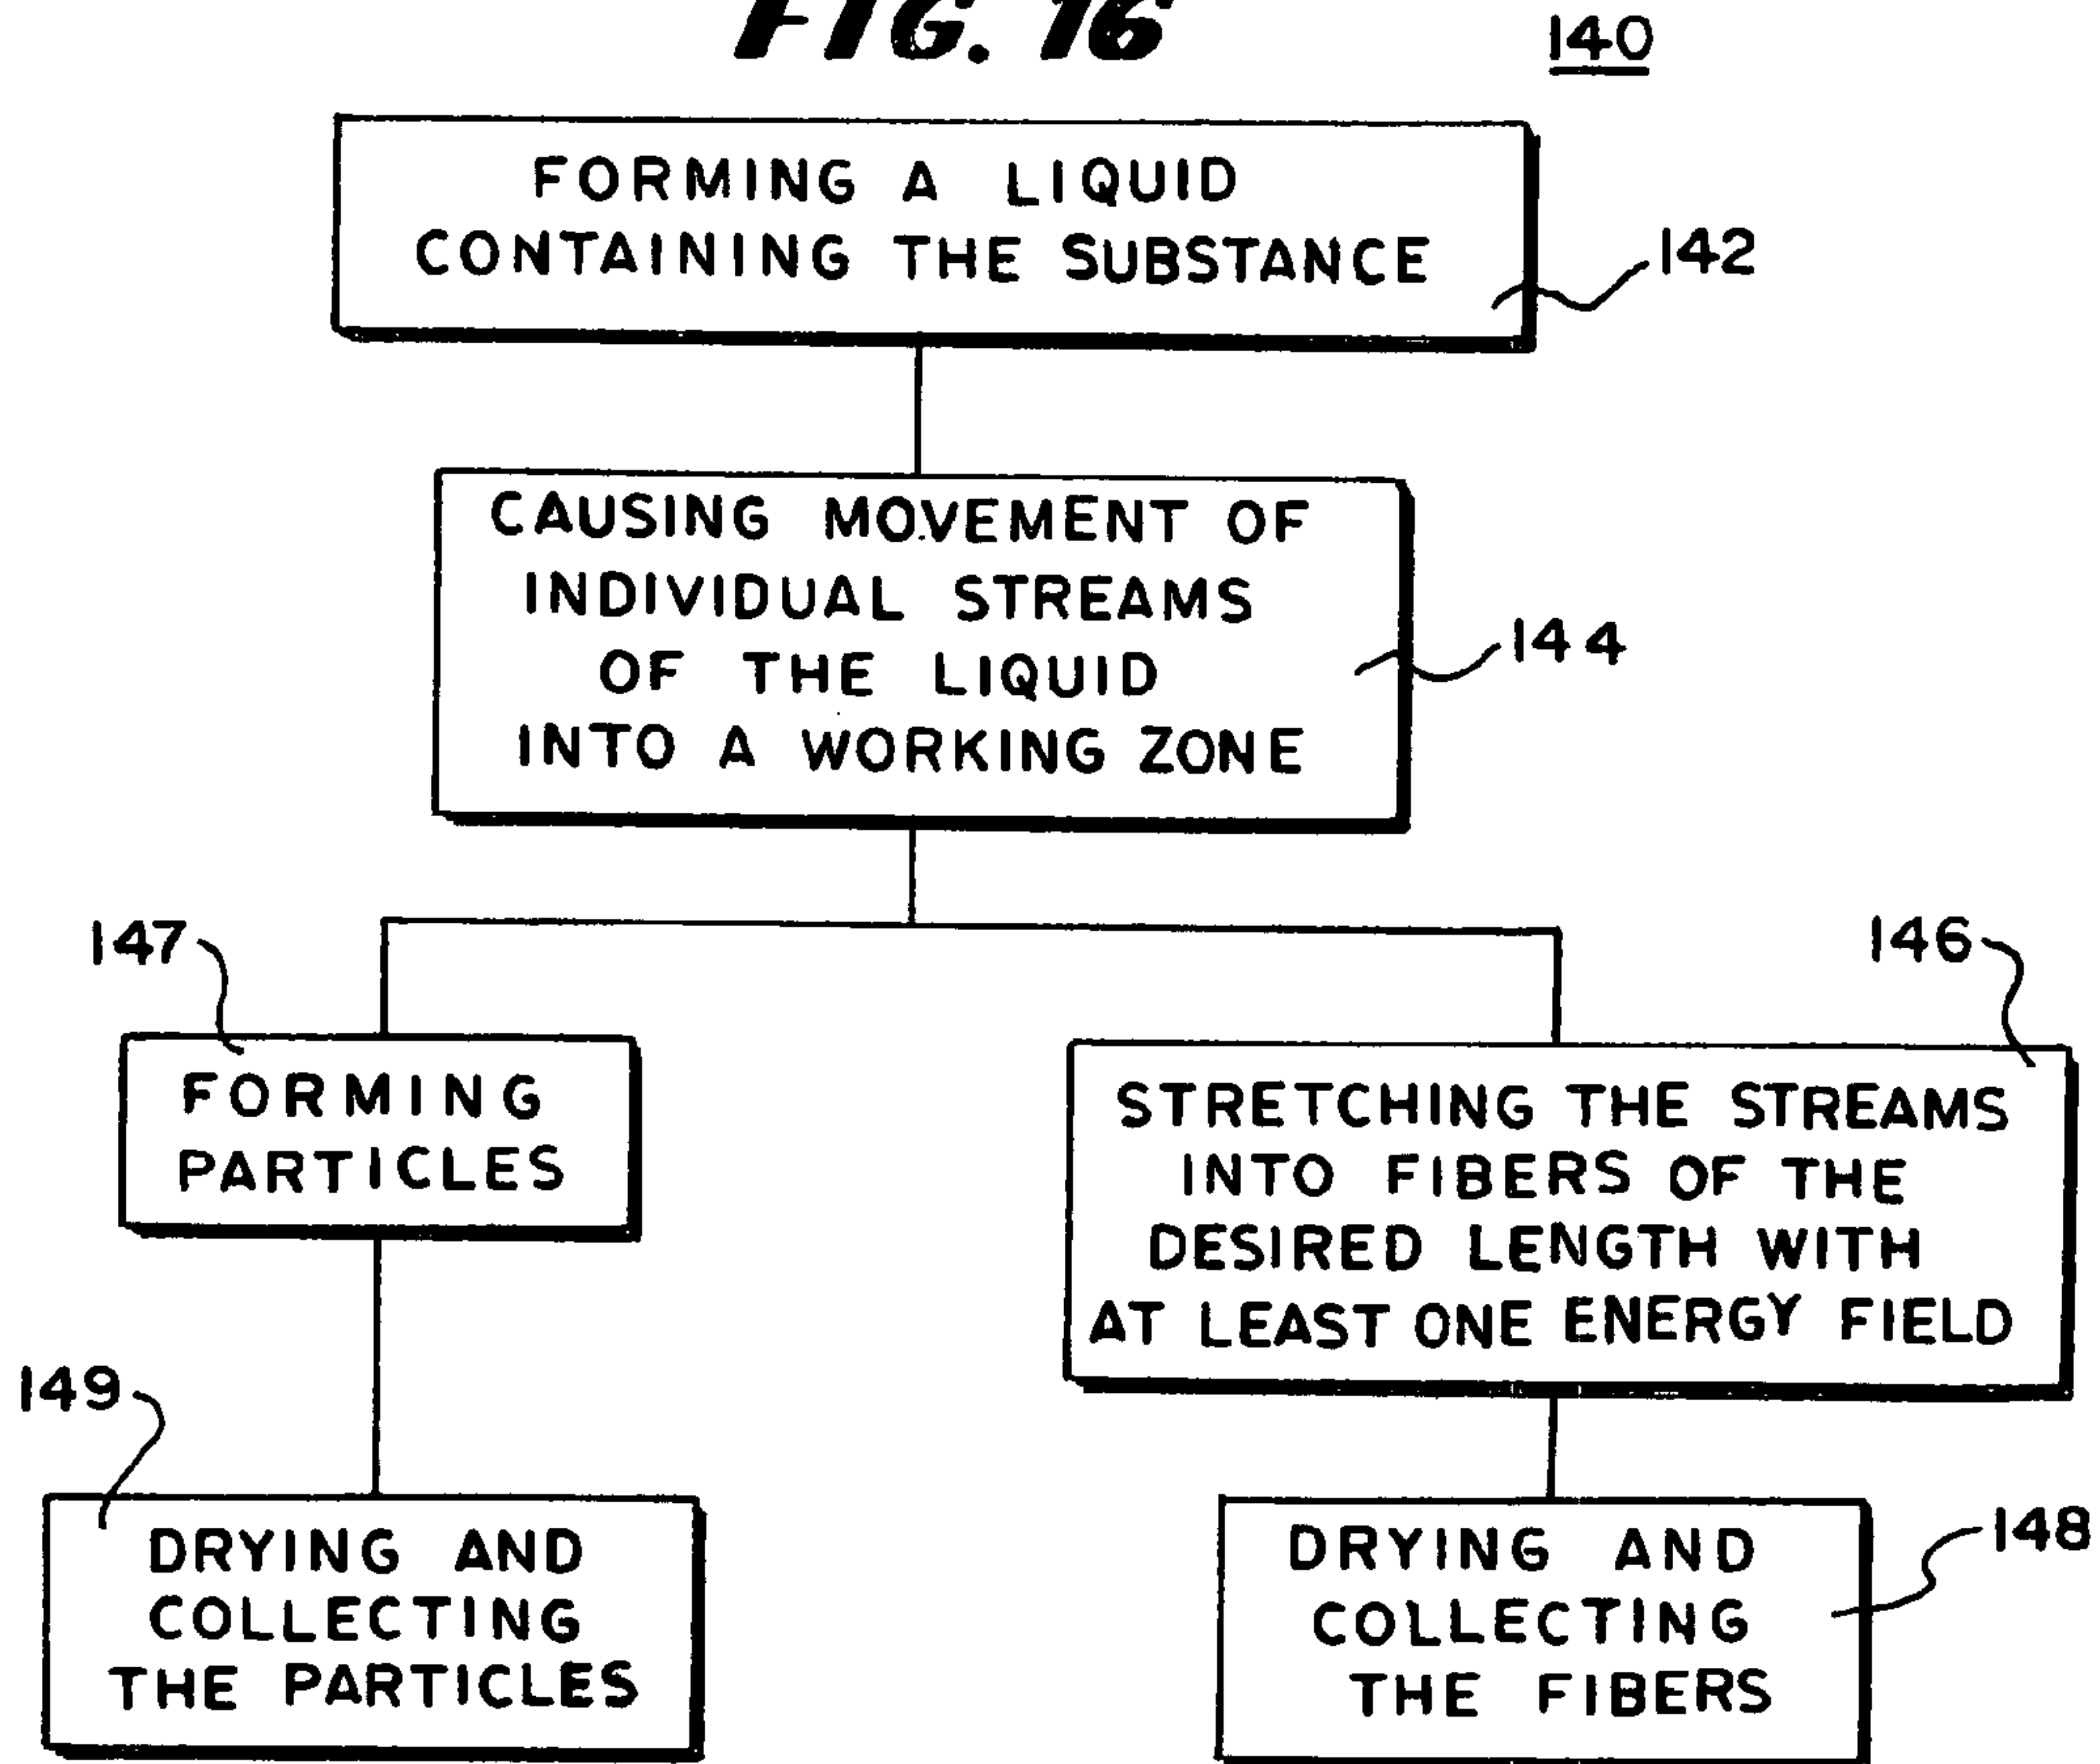 FIG. 16
140
FORMING A LIQUID
CONTAINING THE SUBSTANCE
142
CAUSING MOVEMENT OF
INDIVIDUAL STREAMS
OF THE LIQUID
INTO A WORKING ZONE
144
147
146
FORMING
PARTICLES
STRETCHING THE STREAMS
INTO FIBERS OF THE
DESIRED LENGTH WITH
AT LEAST ONE ENERGY FIELD
149
DRYING AND
COLLECTING
THE PARTICLES
DRYING AND
COLLECTING
THE FIBERS
148